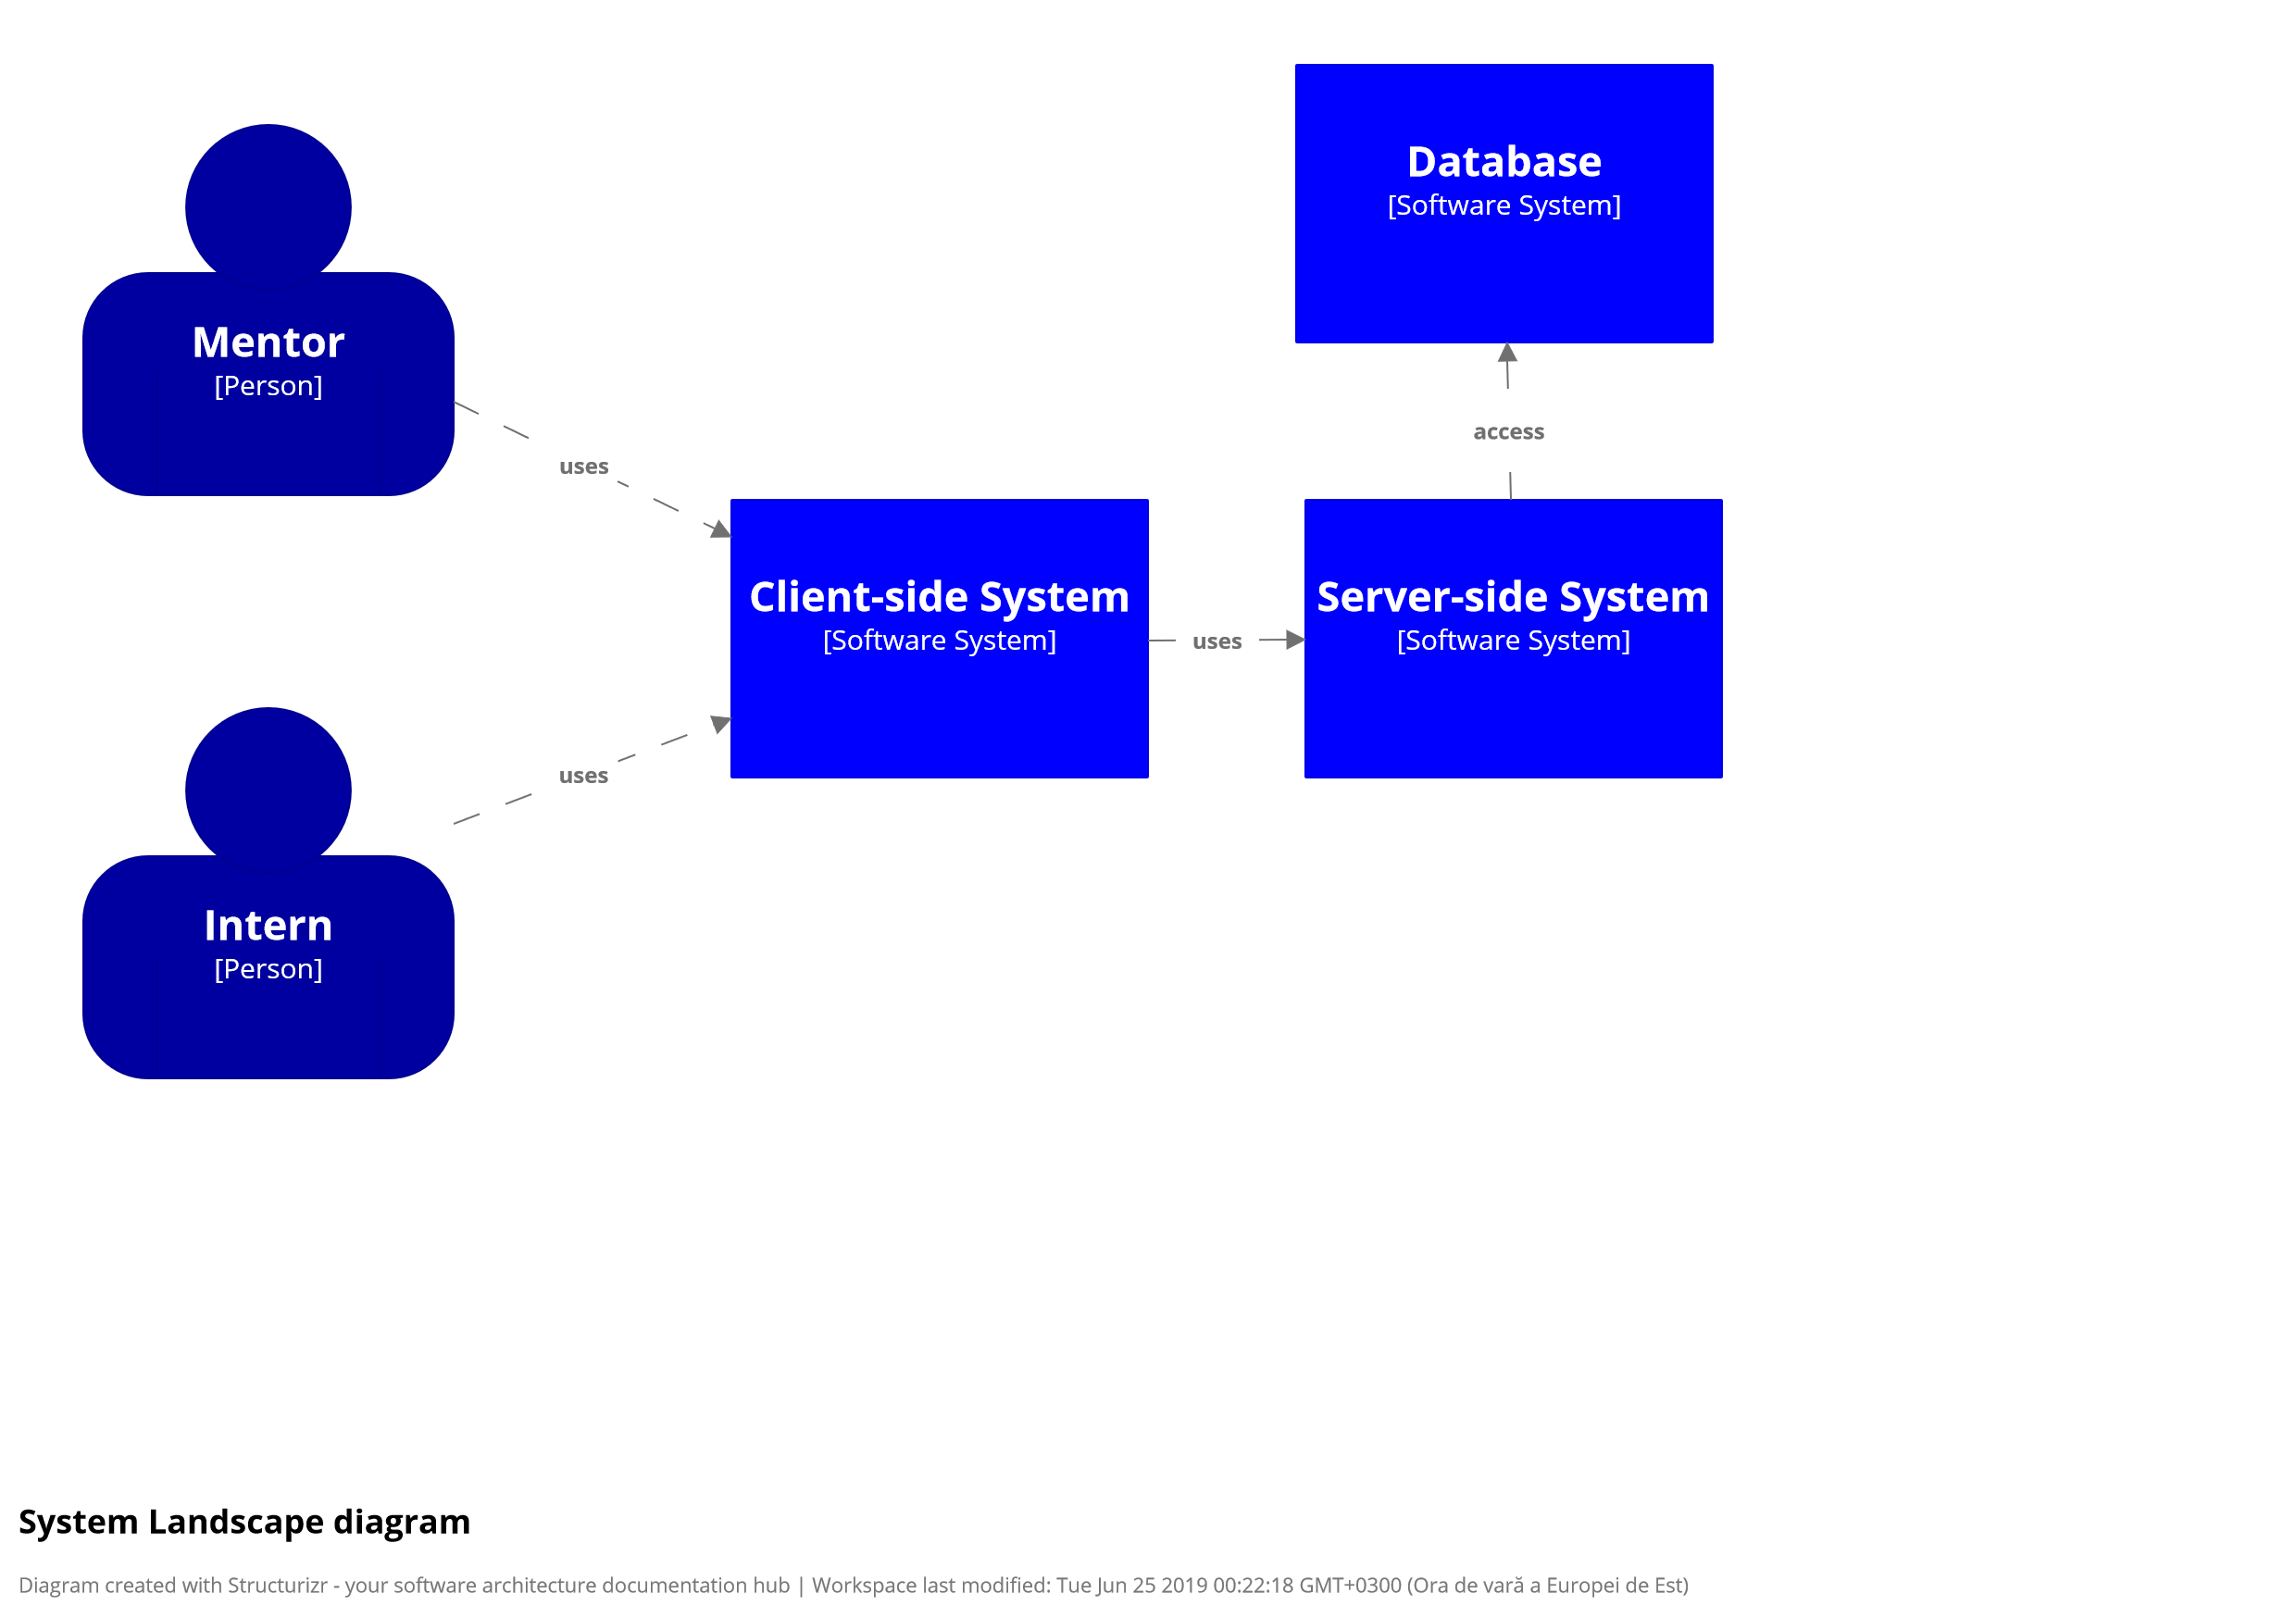 Database
[Software System]
Mentor
[Person]
access
uses
Client-side System
[Software System]
uses
Server-side System
[Software System]
uses
Intern
[Person]
System Landscape diagram
Diagram created with Structurizr - your software architecture documentation hub | Workspace last modified: Tue Jun 25 2019 00:22:18 GMT+0300 (Ora de vară a Europei de Est)